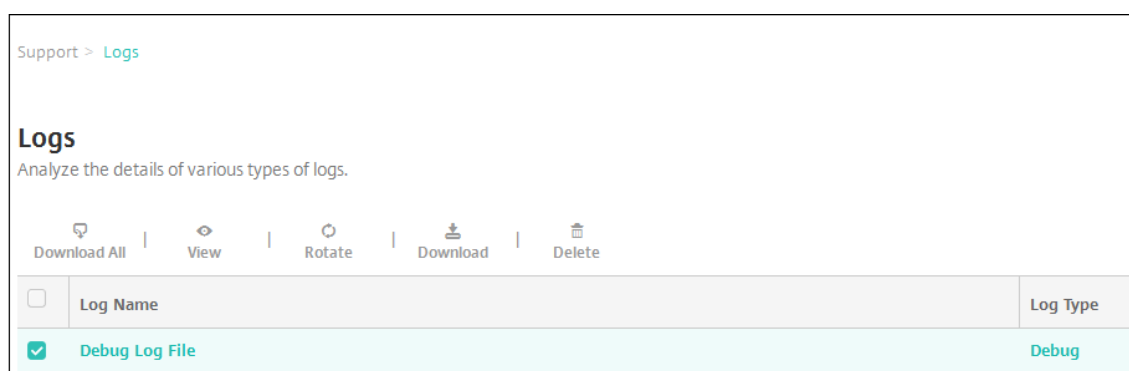 Support > Logs
Logs
Analyze the details of various types of logs.
Download All | View | Rotate | Download | Delete
Log Name Log Type
Debug Log File Debug